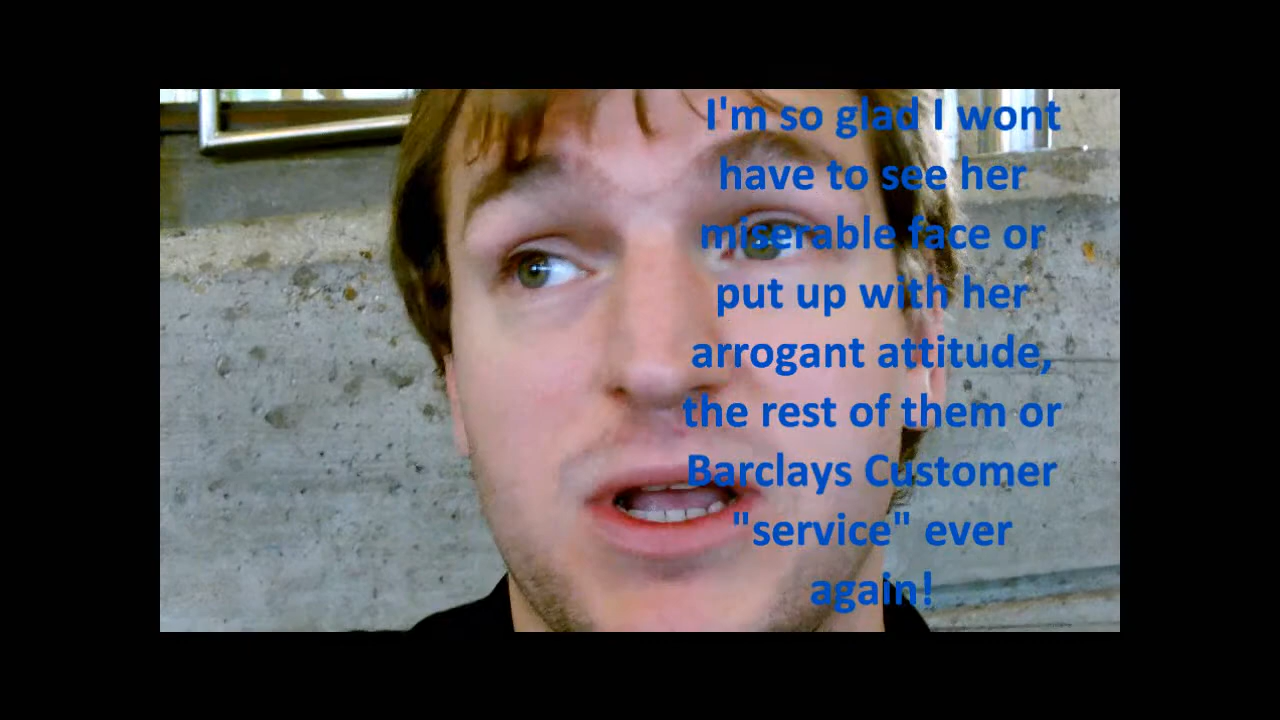 I'm so glad I wont
have to see her
miserable face or
put up with her
arrogant attitude,
the rest of them or
Barclays Customer
"service" ever
again!